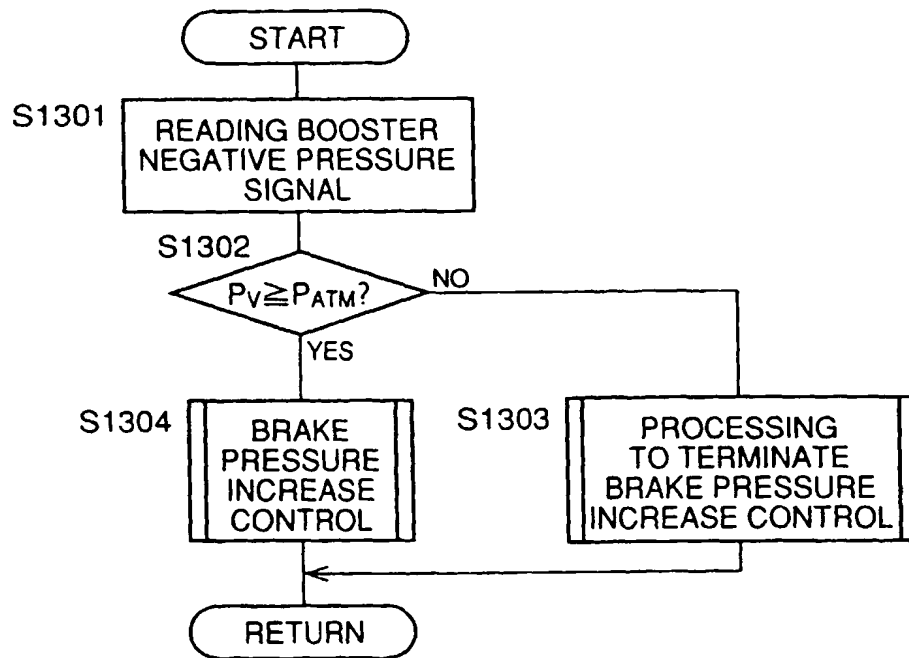 START
S1301
READING BOOSTER
NEGATIVE PRESSURE
SIGNAL
S1302
PV≧PATM?
NO
YES
S1304
BRAKE
PRESSURE
INCREASE
CONTROL
S1303
PROCESSING
TO TERMINATE
BRAKE PRESSURE
INCREASE CONTROL
RETURN